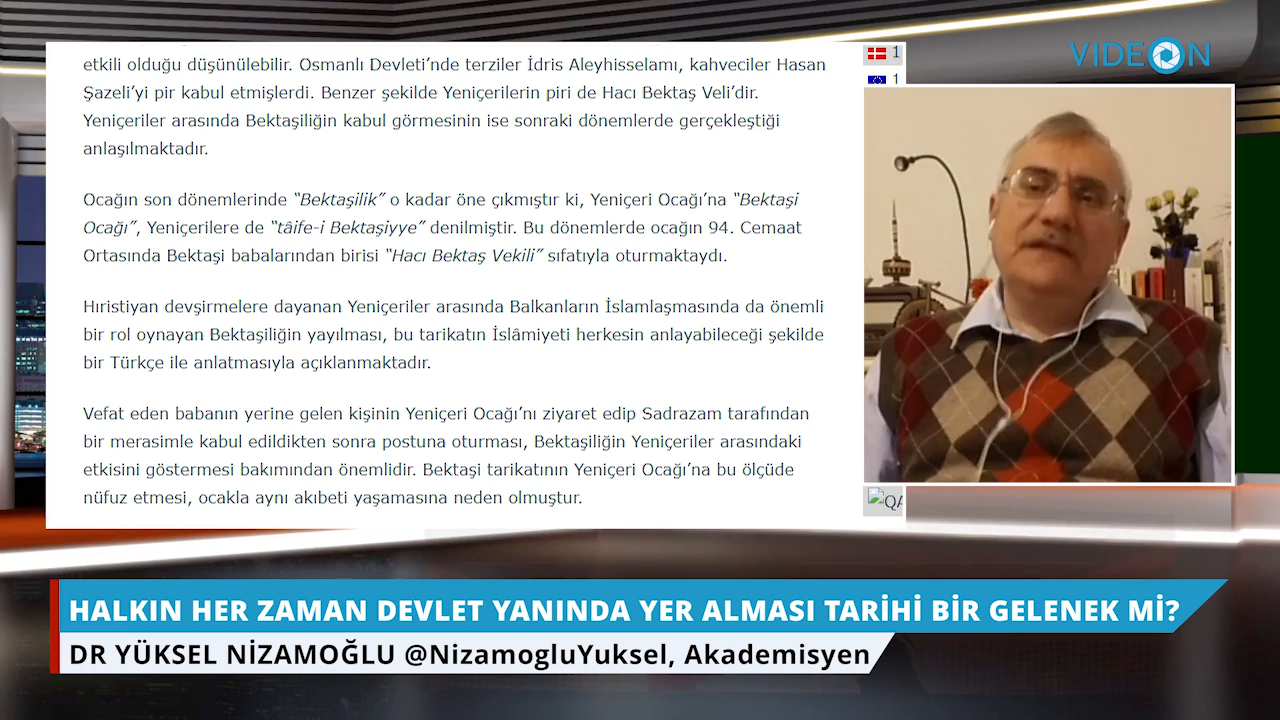 etkili olduğu düşünülebilir. Osmanlı Devleti’nde terziler İdris Aleyhisselamı, kahveciler Hasan
Şazeli’yi pir kabul etmişlerdi. Benzer şekilde Yeniçerilerin piri de Hacı Bektaş Veli’dir.
Yeniçeriler arasında Bektaşiliğin kabul görmesinin ise sonraki dönemlerde gerçekleştiği
anlaşılmaktadır.
Ocağın son dönemlerinde “Bektaşilik” o kadar öne çıkmıştır ki, Yeniçeri Ocağı’na “Bektaşi
Ocağı”, Yeniçerilere de “tâife-i Bektaşiyye” denilmiştir. Bu dönemlerde ocağın 94. Cemaat
Ortasında Bektaşi babalarından birisi “Hacı Bektaş Vekili” sıfatıyla oturmaktaydı.
Hıristiyan devşirmelere dayanan Yeniçeriler arasında Balkanların İslamlaşmasında da önemli
bir rol oynayan Bektaşiliğin yayılması, bu tarikatın İslâmiyeti herkesin anlayabileceği şekilde
bir Türkçe ile anlatmasıyla açıklanmaktadır.
Vefat eden babanın yerine gelen kişinin Yeniçeri Ocağı’nı ziyaret edip Sadrazam tarafından
bir merasimle kabul edildikten sonra postuna oturması, Bektaşiliğin Yeniçeriler arasındaki
etkisini göstermesi bakımından önemlidir. Bektaşi tarikatının Yeniçeri Ocağı’na bu ölçüde
nüfuz etmesi, ocakla aynı akıbeti yaşamasına neden olmuştur.
1
1
QA
VIDEON
HALKIN HER ZAMAN DEVLET YANINDA YER ALMASI TARİHİ BİR GELENEK Mİ?
DR YÜKSEL NİZAMOĞLU @NizamogluYuksel, Akademisyen